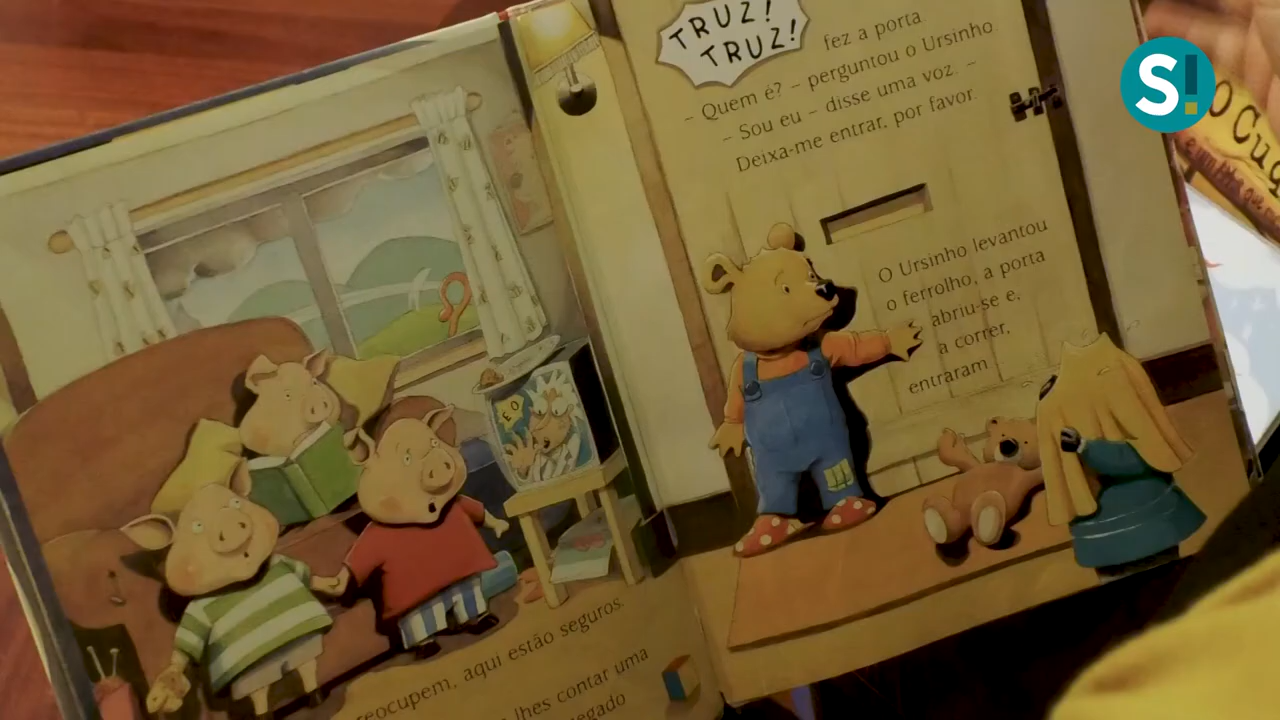 reocupem, aqui estão seguros.
lhes contar uma
TRUZ!
TRUZ!
fez a porta.
– Quem é? – perguntou o Ursinho
– Sou eu – disse uma voz. –
Deixa-me entrar, por favor.
O Ursinho levantou
o ferrolho, a porta
abriu-se e,
a correr,
entraram
S!